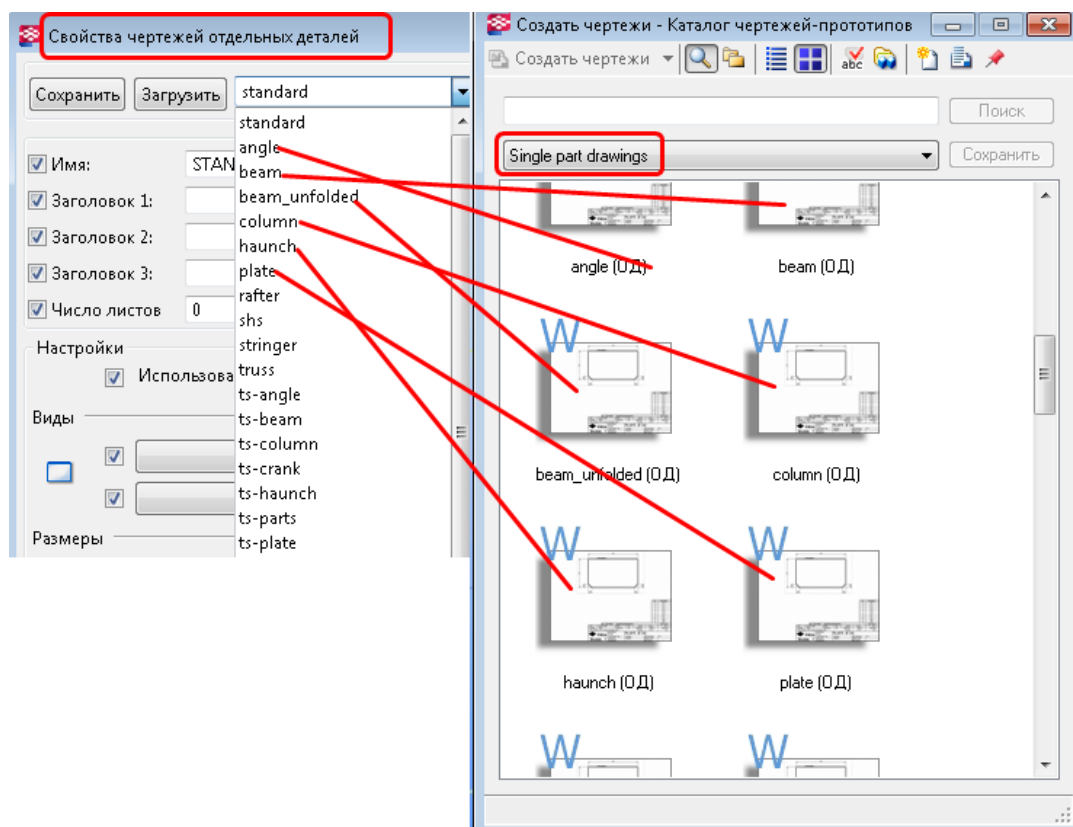 Свойства чертежей отдельных деталей
Сохранить Загрузить standard
standard
angle
beam
beam_unfolded
column
haunch
plate
rafter
shs
stringer
truss
ts-angle
ts-beam
ts-column
ts-crank
ts-haunch
ts-parts
ts-plate
Имя: STAN
Заголовок 1:
Заголовок 2:
Заголовок 3:
Число листов 0
Настройки
Использова
Виды
Размеры
Создать чертежи - Каталог чертежей-прототипов
Создать чертежи
abc
Поиск
Single part drawings Сохранить
angle (ОД) beam (ОД)
W W
beam_unfolded (ОД) column (ОД)
W W
haunch (ОД) plate (ОД)
W W